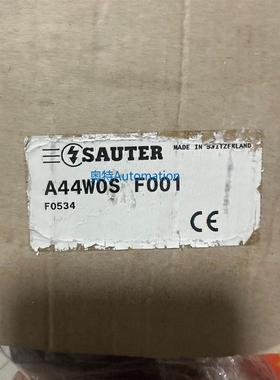 SAUTER
MADE IN SWITZERLAND
A44W0S F001
奥特Automation
F0534
CE